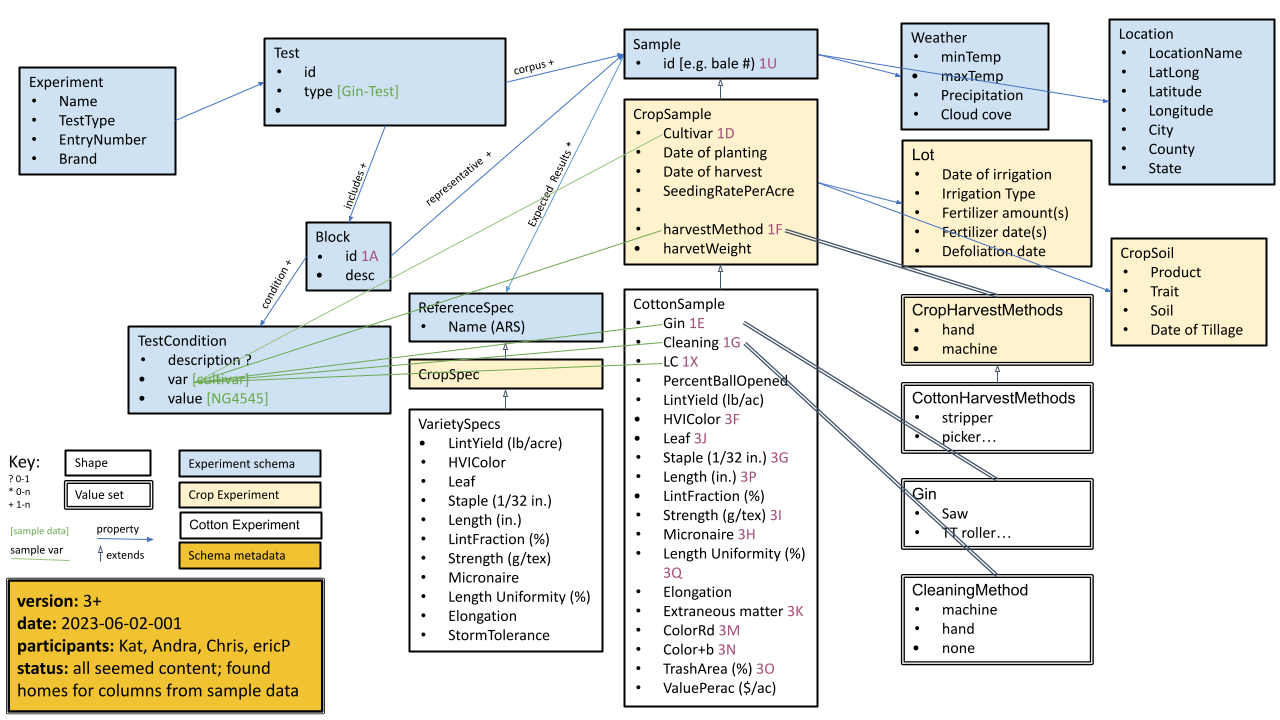 Experiment
• Name
• TestType
• EntryNumber
• Brand
Test
• id
• type [Gin-Test]
•
corpus +
includes +
representative +
Expected Results *
condition +
Block
• id 1A
• desc
TestCondition
• description ?
• var [cultivar]
• value [NG4545]
Sample
• id [e.g. bale #) 1U
CropSample
• Cultivar 1D
• Date of planting
• Date of harvest
• SeedingRatePerAcre
•
• harvestMethod 1F
• harvetWeight
CottonSample
• Gin 1E
• Cleaning 1G
• LC 1X
• PercentBallOpened
• LintYield (lb/ac)
• HVIColor 3F
• Leaf 3J
• Staple (1/32 in.) 3G
• Length (in.) 3P
• LintFraction (%)
• Strength (g/tex) 3I
• Micronaire 3H
• Length Uniformity (%)
3Q
• Elongation
• Extraneous matter 3K
• ColorRd 3M
• Color+b 3N
• TrashArea (%) 3O
• ValuePerac ($/ac)
ReferenceSpec
• Name (ARS)
CropSpec
VarietySpecs
• LintYield (lb/acre)
• HVIColor
• Leaf
• Staple (1/32 in.)
• Length (in.)
• LintFraction (%)
• Strength (g/tex)
• Micronaire
• Length Uniformity (%)
• Elongation
• StormTolerance
Weather
• minTemp
• maxTemp
• Precipitation
• Cloud cove
Location
• LocationName
• LatLong
• Latitude
• Longitude
• City
• County
• State
Lot
• Date of irrigation
• Irrigation Type
• Fertilizer amount(s)
• Fertilizer date(s)
• Defoliation date
CropSoil
• Product
• Trait
• Soil
• Date of Tillage
CropHarvestMethods
• hand
• machine
CottonHarvestMethods
• stripper
• picker…
Gin
• Saw
• TT roller…
CleaningMethod
• machine
• hand
• none
Key:
? 0-1
* 0-n
+ 1-n
Shape
Value set
[sample data]
sample var
property
extends
Experiment schema
Crop Experiment
Cotton Experiment
Schema metadata
version: 3+
date: 2023-06-02-001
participants: Kat, Andra, Chris, ericP
status: all seemed content; found
homes for columns from sample data